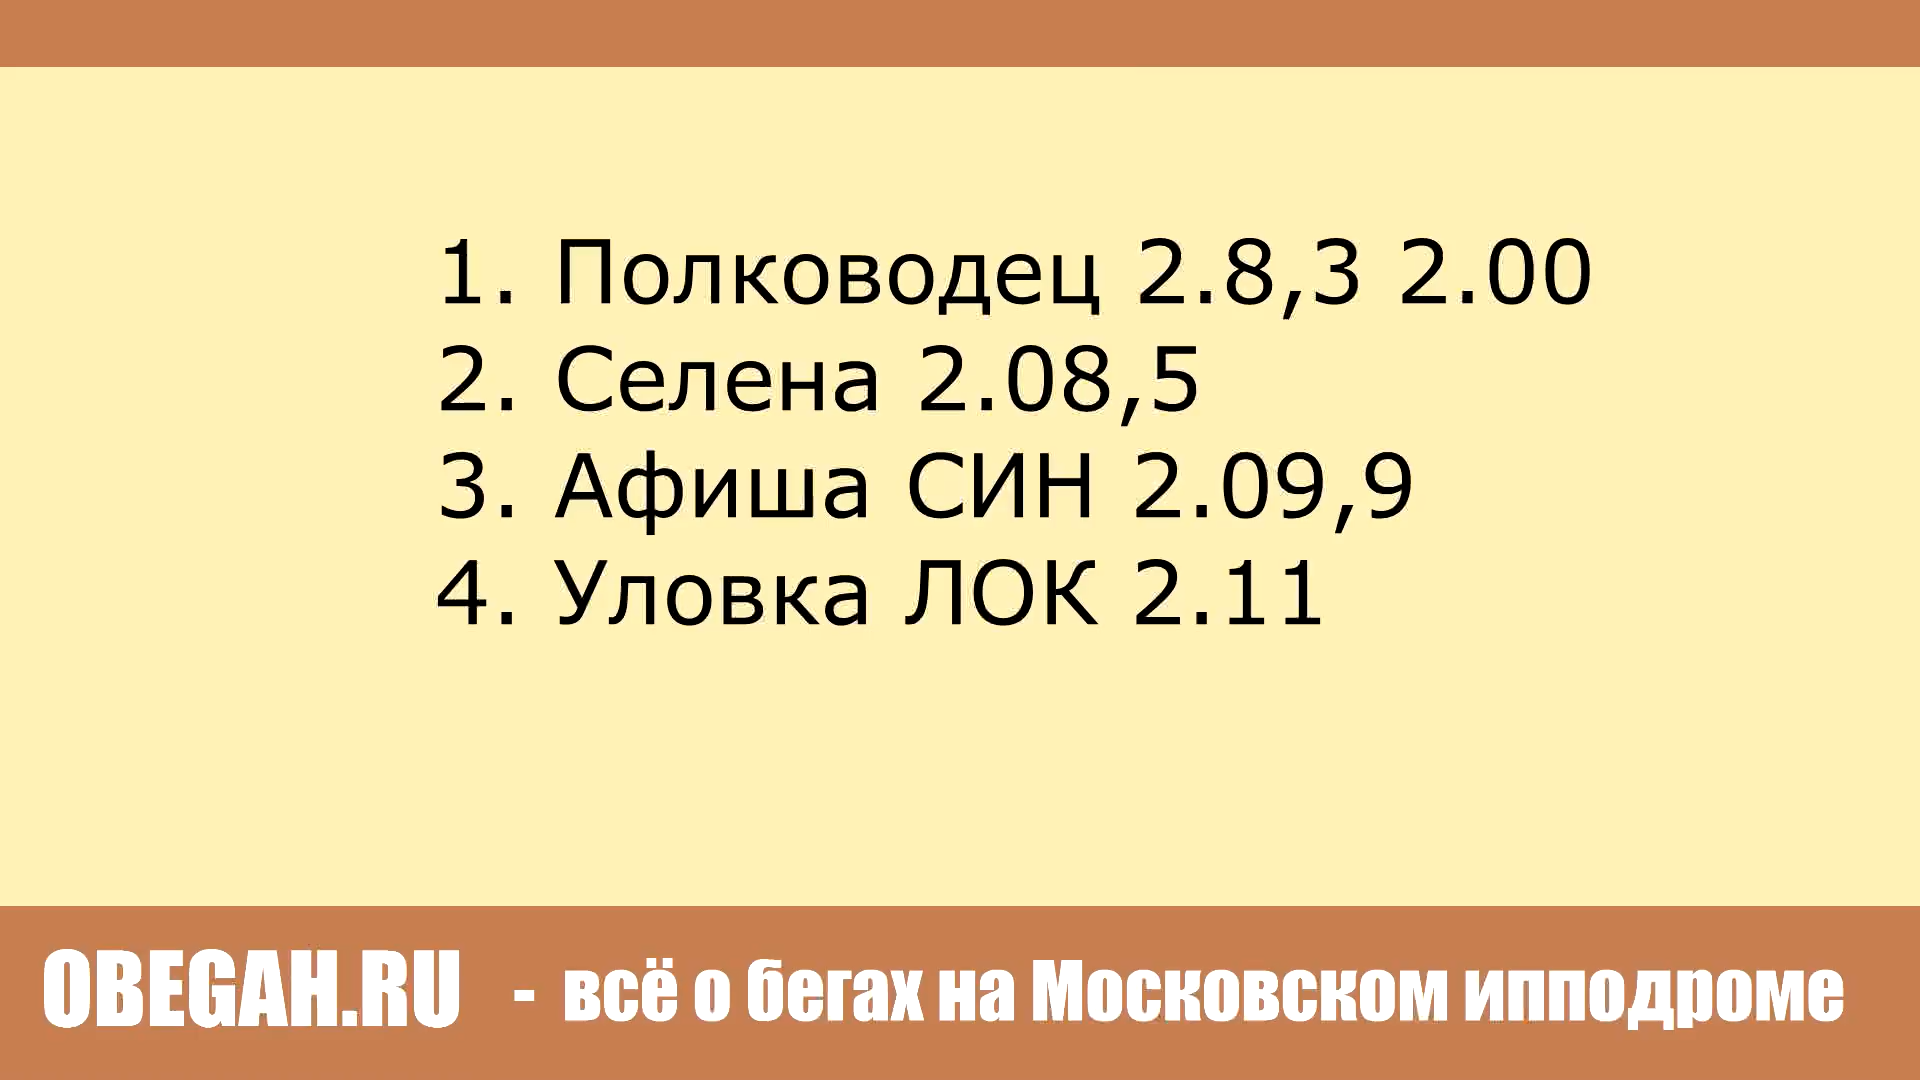 1. Полководец 2.8,3 2.00
2. Селена 2.08,5
3. Афиша СИН 2.09,9
4. Уловка ЛОК 2.11
OBEGAH.RU - всё о бегах на Московском ипподроме